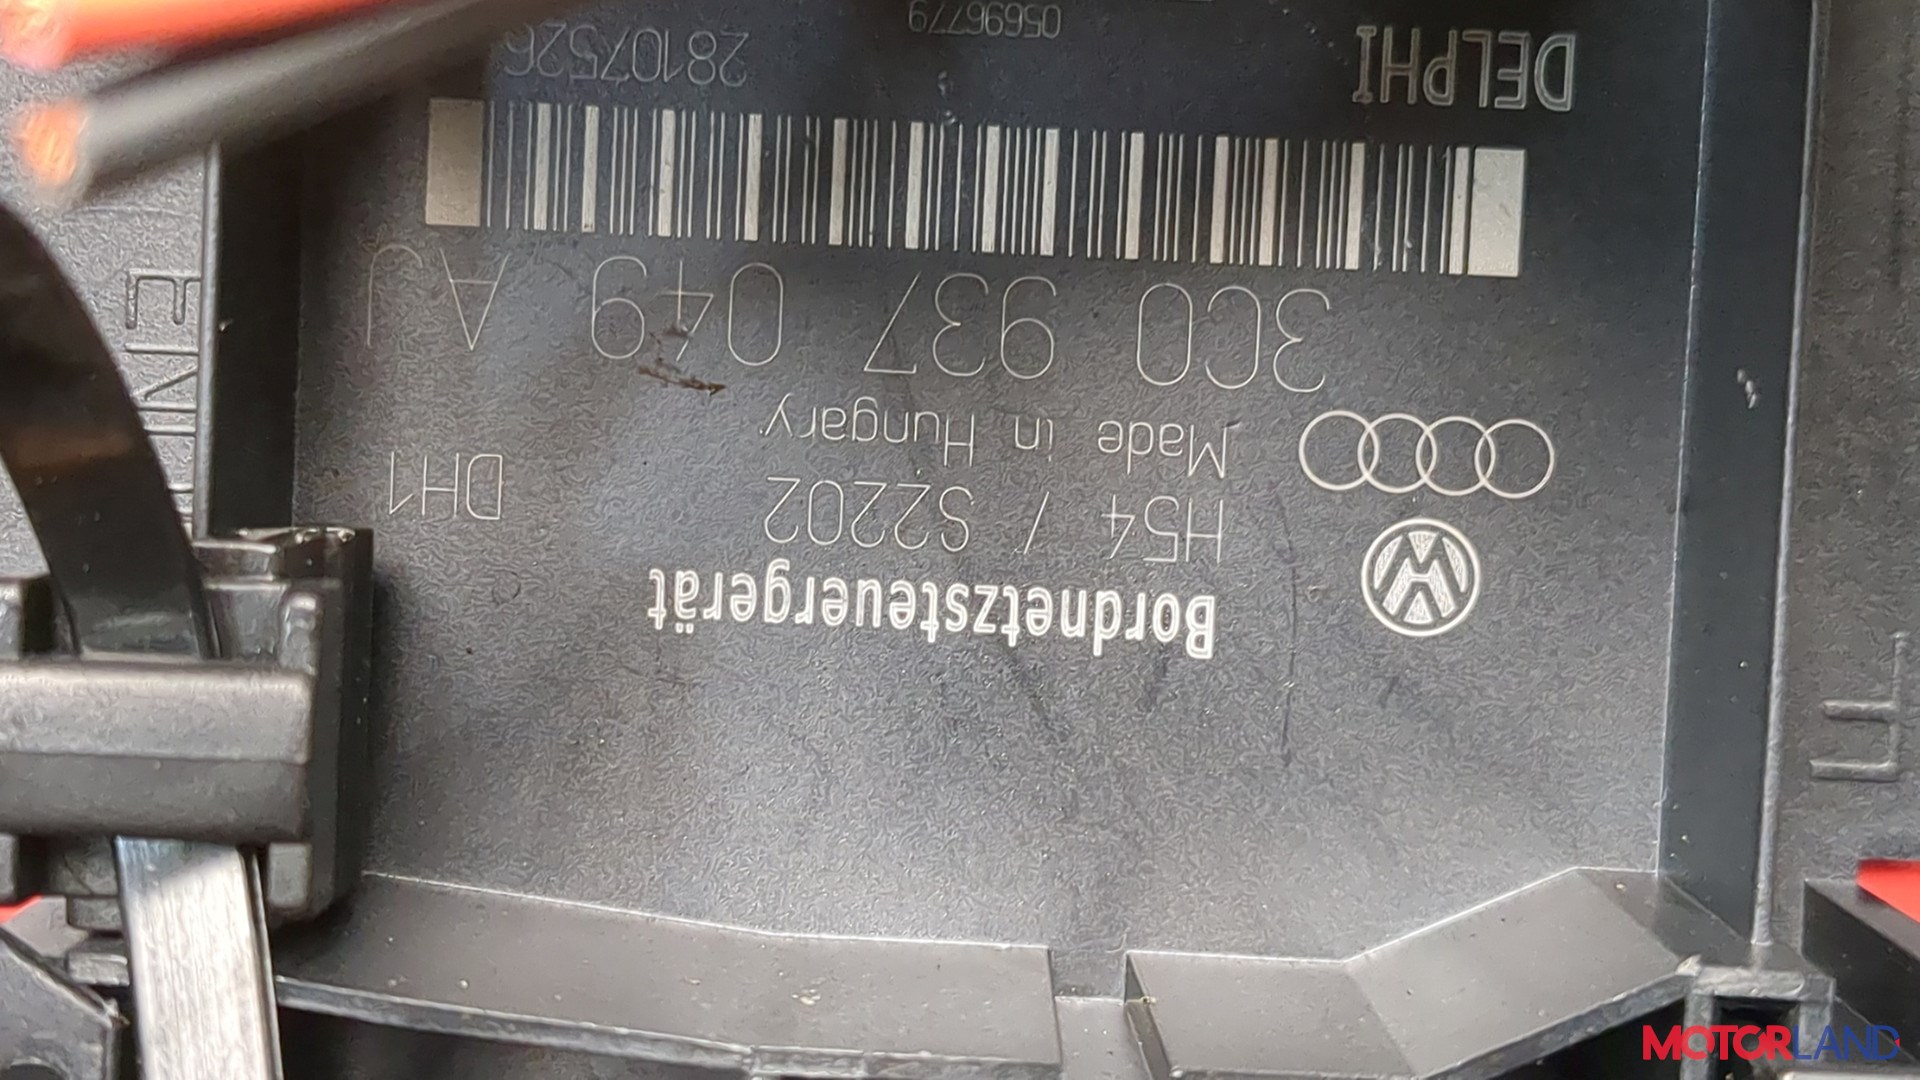 Bordnetzsteuergerät
H54 / S2202 DH1
Made in Hungary
3C0 937 049 AJ
DELPHI
28107526
05696779
MOTORLAND